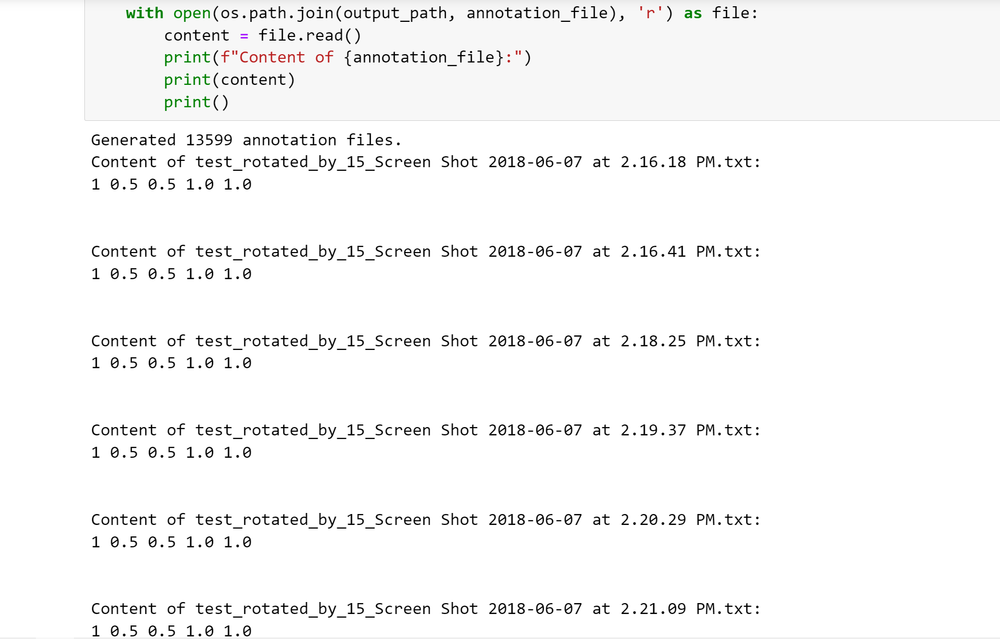 with open(os.path.join(output_path, annotation_file), 'r') as file:
content = file.read()
print(f"Content of {annotation_file}:")
print(content)
print()
Generated 13599 annotation files.
Content of test_rotated_by_15_Screen Shot 2018-06-07 at 2.16.18 PM.txt:
1 0.5 0.5 1.0 1.0
Content of test_rotated_by_15_Screen Shot 2018-06-07 at 2.16.41 PM.txt:
1 0.5 0.5 1.0 1.0
Content of test_rotated_by_15_Screen Shot 2018-06-07 at 2.18.25 PM.txt:
1 0.5 0.5 1.0 1.0
Content of test_rotated_by_15_Screen Shot 2018-06-07 at 2.19.37 PM.txt:
1 0.5 0.5 1.0 1.0
Content of test_rotated_by_15_Screen Shot 2018-06-07 at 2.20.29 PM.txt:
1 0.5 0.5 1.0 1.0
Content of test_rotated_by_15_Screen Shot 2018-06-07 at 2.21.09 PM.txt:
1 0.5 0.5 1.0 1.0